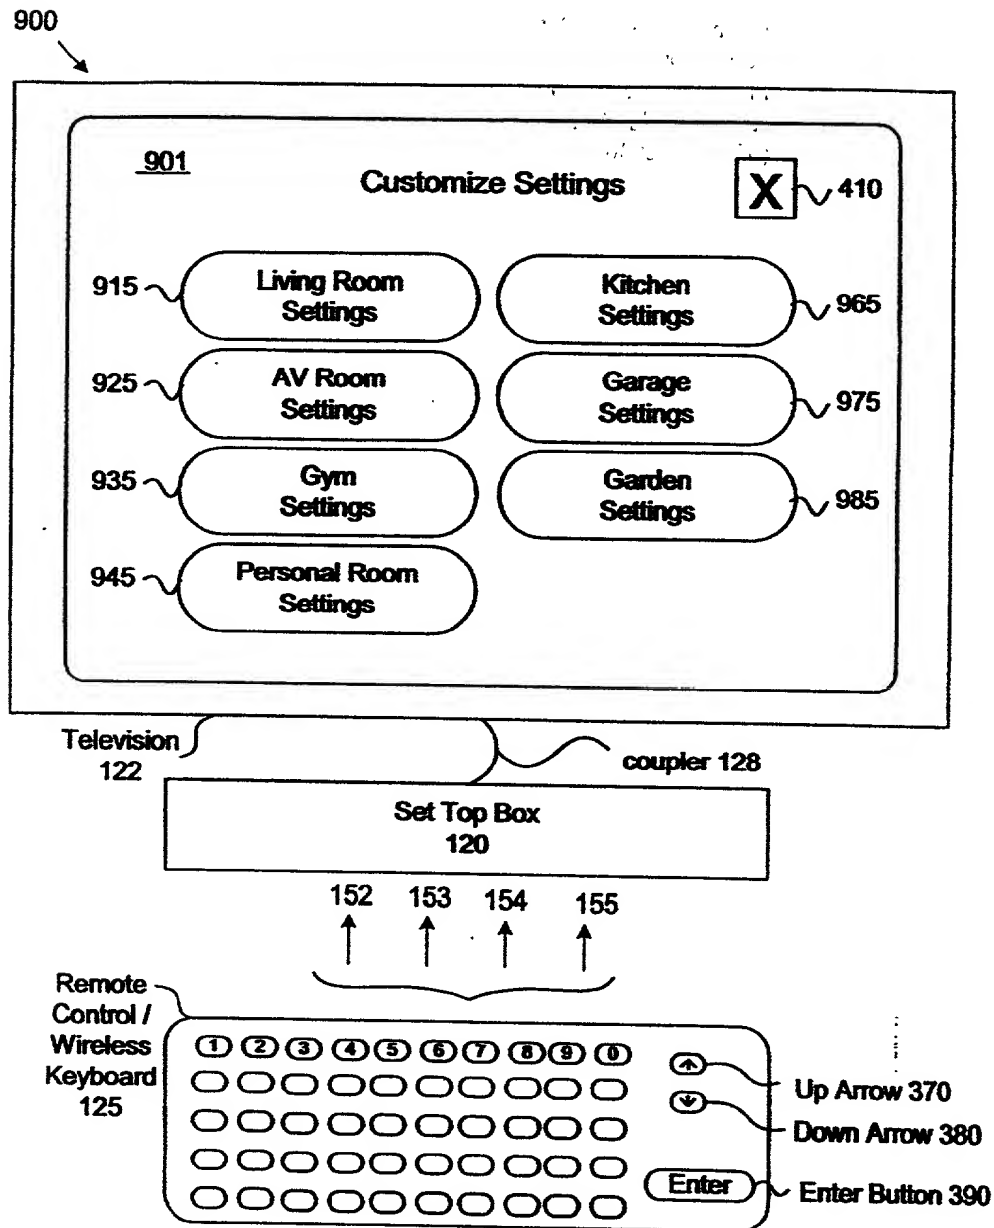 900
901
Customize Settings
X
410
915
Living Room
Settings
Kitchen
Settings
965
925
AV Room
Settings
Garage
Settings
975
935
Gym
Settings
Garden
Settings
985
945
Personal Room
Settings
Television
122
coupler 128
Set Top Box
120
152 153 154 155
Remote
Control /
Wireless
Keyboard
125
1 2 3 4 5 6 7 8 9 0
Up Arrow 370
Down Arrow 380
Enter
Enter Button 390